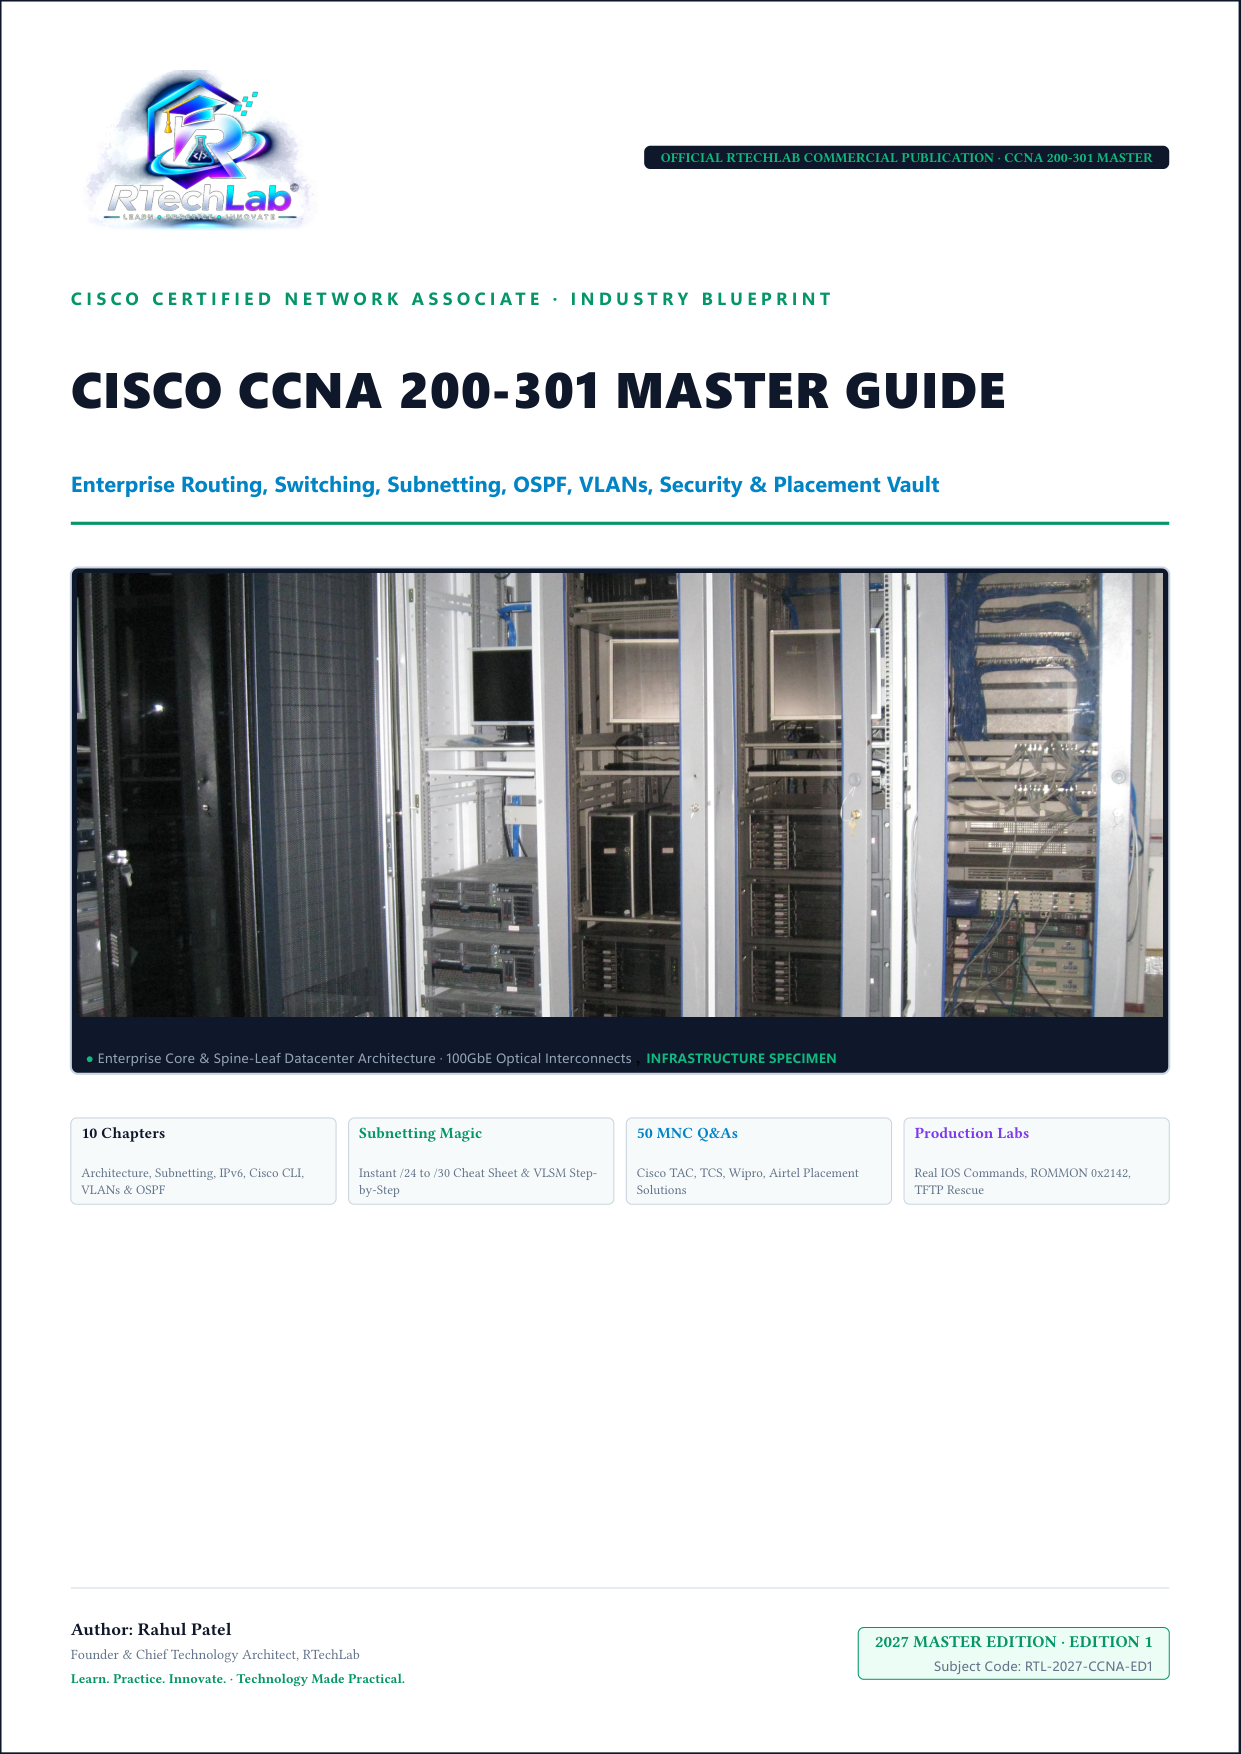 RTechLab
LEARN • PRACTICE • INNOVATE
OFFICIAL RTECHLAB COMMERCIAL PUBLICATION · CCNA 200-301 MASTER
CISCO CERTIFIED NETWORK ASSOCIATE · INDUSTRY BLUEPRINT
CISCO CCNA 200-301 MASTER GUIDE
Enterprise Routing, Switching, Subnetting, OSPF, VLANs, Security & Placement Vault
● Enterprise Core & Spine-Leaf Datacenter Architecture · 100GbE Optical Interconnects · INFRASTRUCTURE SPECIMEN
10 Chapters
Architecture, Subnetting, IPv6, Cisco CLI,
VLANs & OSPF
Subnetting Magic
Instant /24 to /30 Cheat Sheet & VLSM Step-
by-Step
50 MNC Q&As
Cisco TAC, TCS, Wipro, Airtel Placement
Solutions
Production Labs
Real IOS Commands, ROMMON 0x2142,
TFTP Rescue
Author: Rahul Patel
Founder & Chief Technology Architect, RTechLab
Learn. Practice. Innovate. · Technology Made Practical.
2027 MASTER EDITION · EDITION 1
Subject Code: RTL-2027-CCNA-ED1